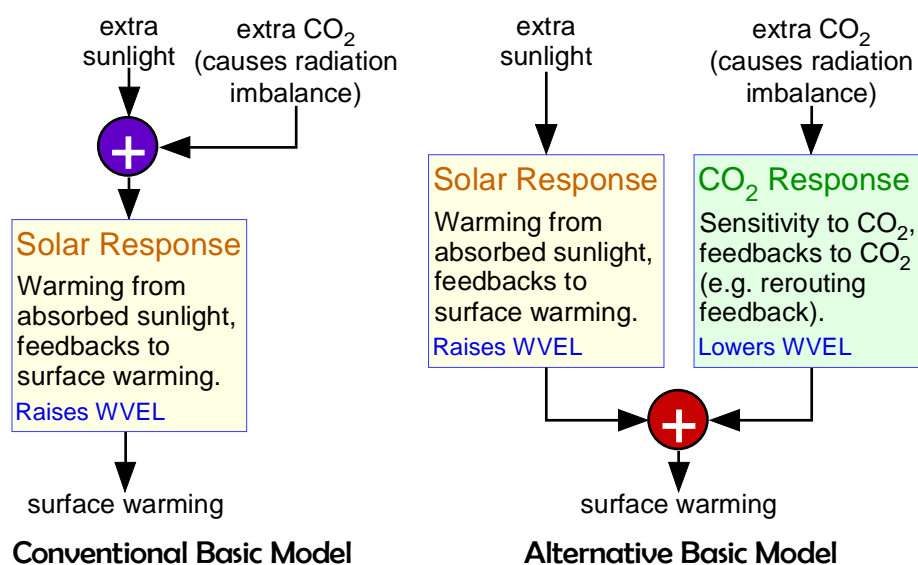 extra
sunlight
extra CO₂
(causes radiation
imbalance)
+
Solar Response
Warming from
absorbed sunlight,
feedbacks to
surface warming.
Raises WVEL
surface warming
Conventional Basic Model
extra
sunlight
extra CO₂
(causes radiation
imbalance)
Solar Response
Warming from
absorbed sunlight,
feedbacks to
surface warming.
Raises WVEL
CO₂ Response
Sensitivity to CO₂,
feedbacks to CO₂
(e.g. rerouting
feedback).
Lowers WVEL
+
surface warming
Alternative Basic Model